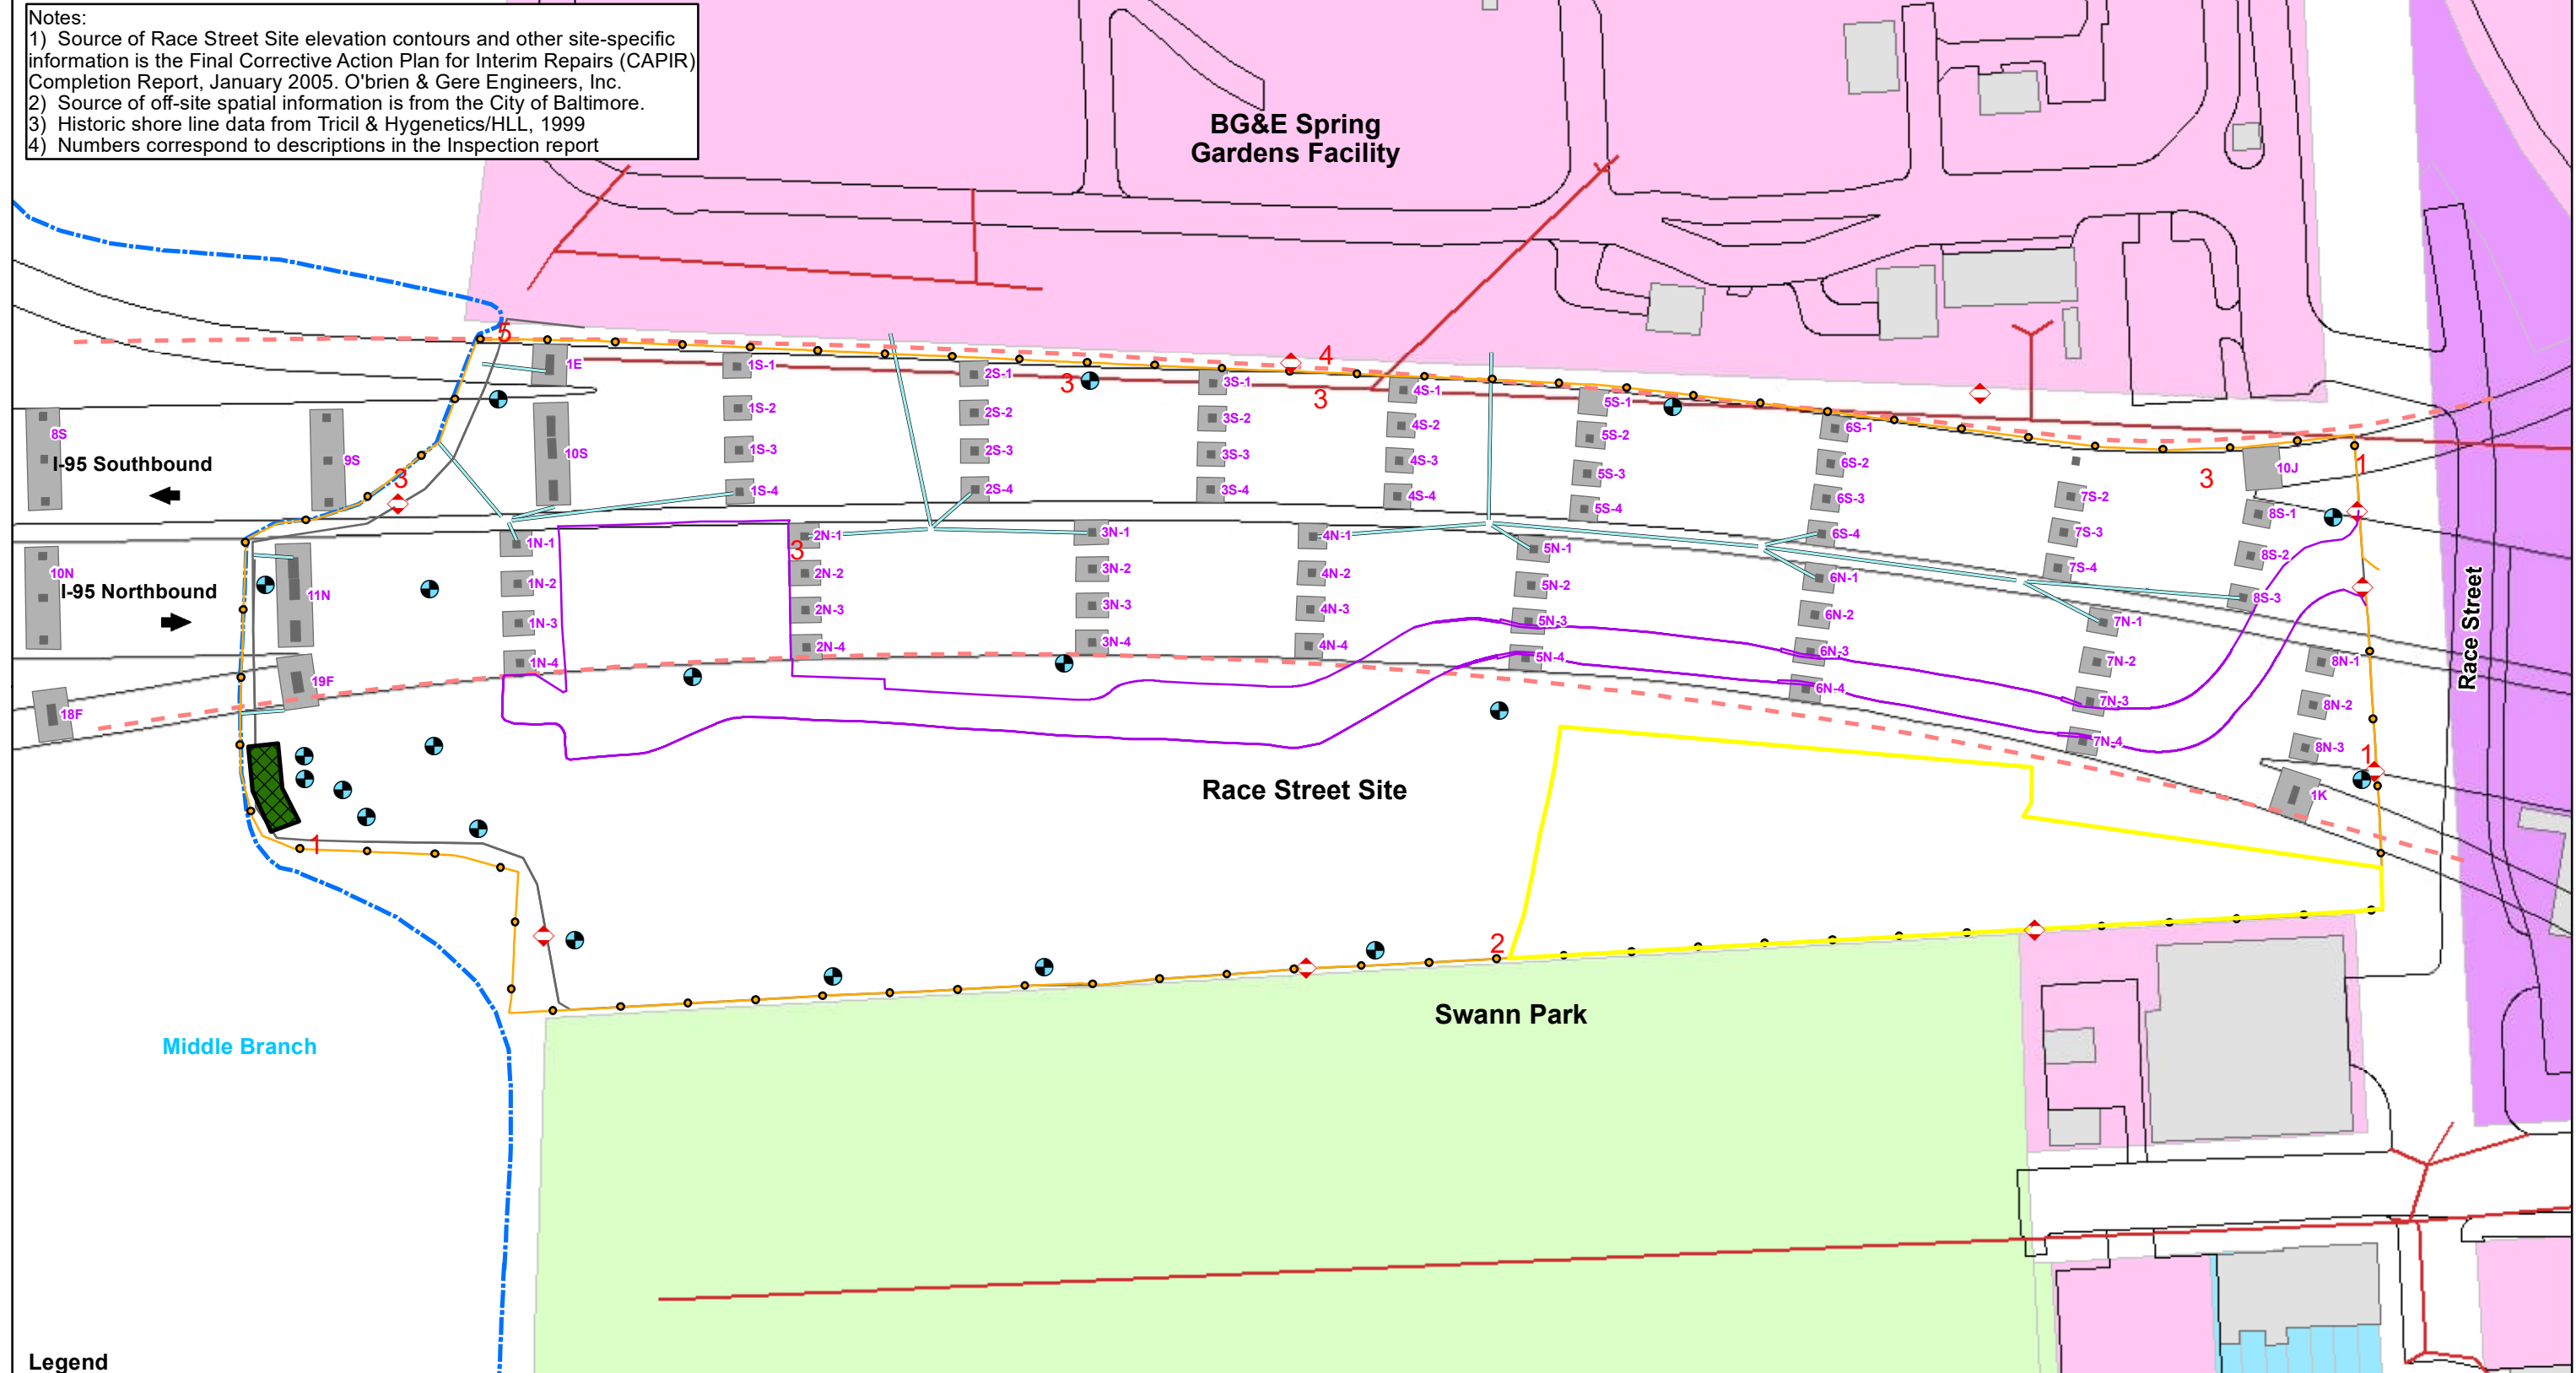 Notes:
1) Source of Race Street Site elevation contours and other site-specific
information is the Final Corrective Action Plan for Interim Repairs (CAPIR)
Completion Report, January 2005. O'brien & Gere Engineers, Inc.
2) Source of off-site spatial information is from the City of Baltimore.
3) Historic shore line data from Tricil & Hygenetics/HLL, 1999
4) Numbers correspond to descriptions in the Inspection report
BG&E Spring
Gardens Facility
5
4
1E
1S-1
2S-1
3
3S-1
3
4S-1
5S-1
6S-1
1S-2
2S-2
3S-2
4S-2
5S-2
6S-2
8S
I-95 Southbound
9S
10S
1S-3
2S-3
3S-3
4S-3
5S-3
6S-3
3
10J
1
3
1S-4
2S-4
3S-4
4S-4
5S-4
6S-4
7S-2
7S-3
7S-4
8S-1
8S-2
8S-3
10N
I-95 Northbound
11N
1N-1
1N-2
1N-3
1N-4
2N-1
3
2N-2
2N-3
2N-4
3N-1
3N-2
3N-3
3N-4
4N-1
4N-2
4N-3
4N-4
5N-1
5N-2
5N-3
5N-4
6N-1
6N-2
6N-3
6N-4
7N-1
7N-2
7N-3
7N-4
8N-1
8N-2
8N-3
1
1K
Race Street
18F
19F
1
Race Street Site
2
Swann Park
Middle Branch
Legend